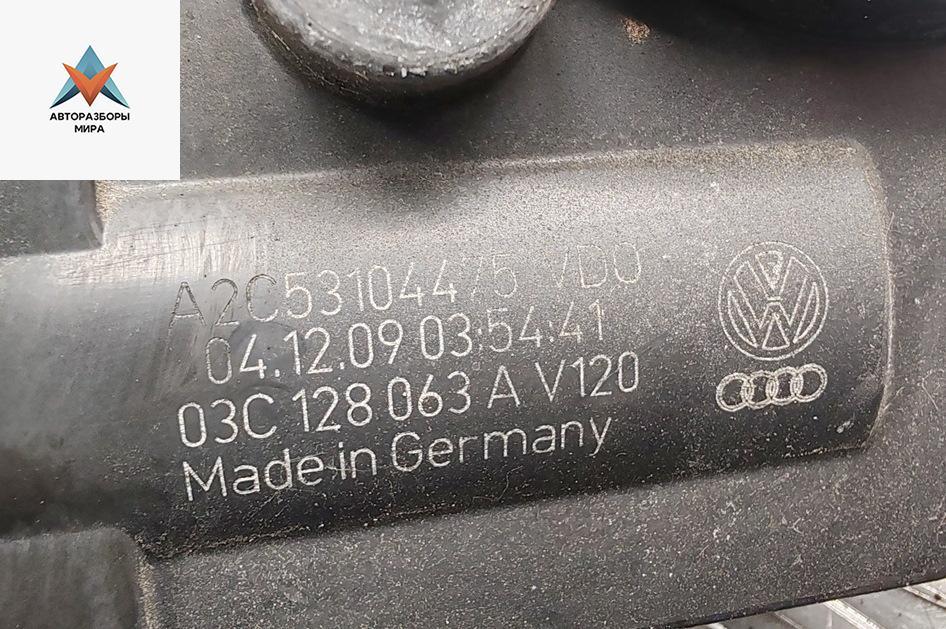 АВТОРАЗБОРЫ
МИРА
A2C53104475 VDO
04.12.09 03:54:41
03C 128 063 A V120
Made in Germany